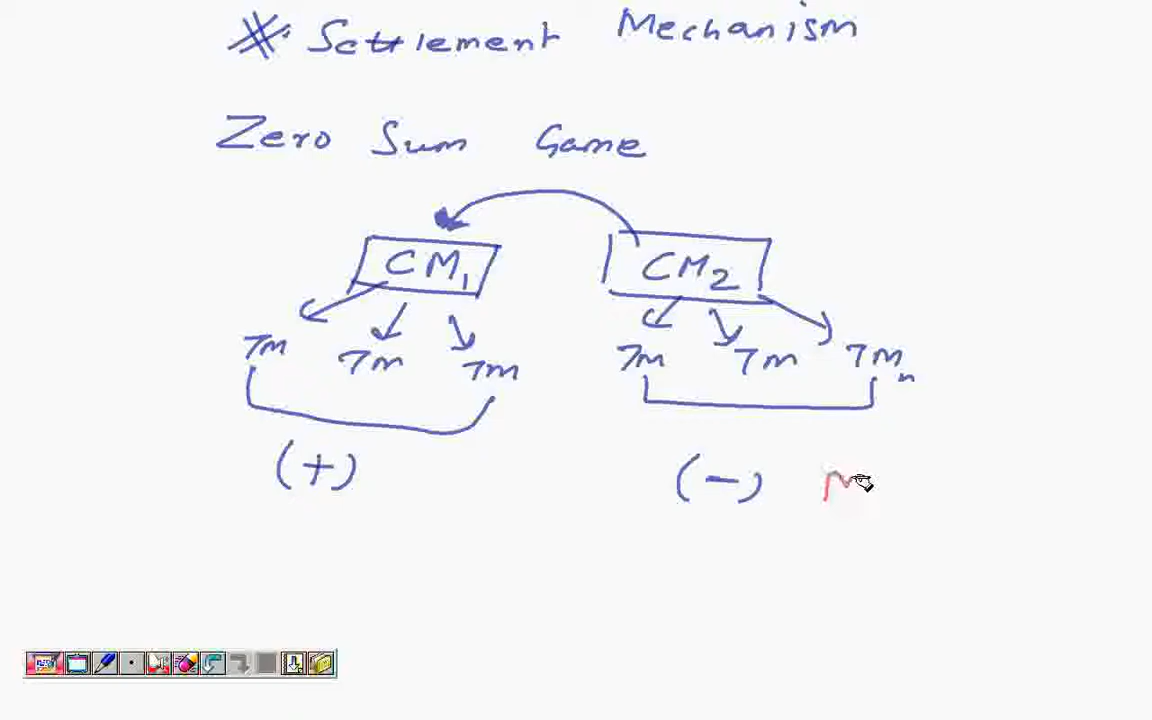 * Settlement Mechanism
Zero Sum Game
CM1 CM2
TM TM TM TM TM TMn
(+) (-) M